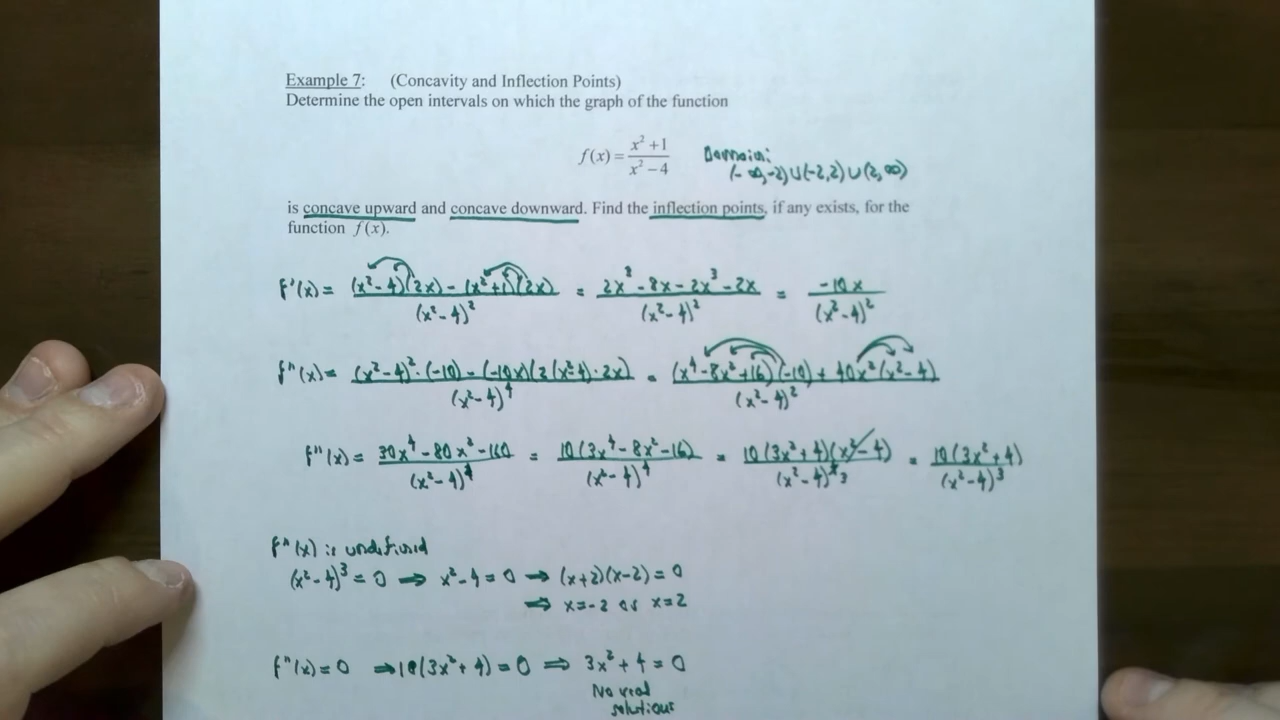 Example 7: (Concavity and Inflection Points)
Determine the open intervals on which the graph of the function
f(x) = (x² + 1)/(x² − 4) Domain: (−∞,−2)∪(−2,2)∪(2,∞)
is concave upward and concave downward. Find the inflection points, if any exists, for the
function f(x).
f'(x) = ((x²−4)(2x) − (x²+1)(2x))/(x²−4)² = (2x³−8x−2x³−2x)/(x²−4)² = −10x/(x²−4)²
f''(x) = ((x²−4)²·(−10) − (−10x)(2(x²−4)·2x))/(x²−4)⁴ = ((x⁴−8x²+16)(−10) + 40x²(x²−4))/(x²−4)²
f''(x) = (30x⁴−80x²−160)/(x²−4)⁴ = 10(3x⁴−8x²−16)/(x²−4)⁴ = 10(3x²+4)(x²−4)/(x²−4)⁴ ³ = 10(3x²+4)/(x²−4)³
f''(x) is undefined
(x²−4)³ = 0 ⇒ x²−4 = 0 ⇒ (x+2)(x−2) = 0
⇒ x=−2 or x=2
f''(x) = 0 ⇒ 10(3x²+4) = 0 ⇒ 3x²+4 = 0
No real
solutions